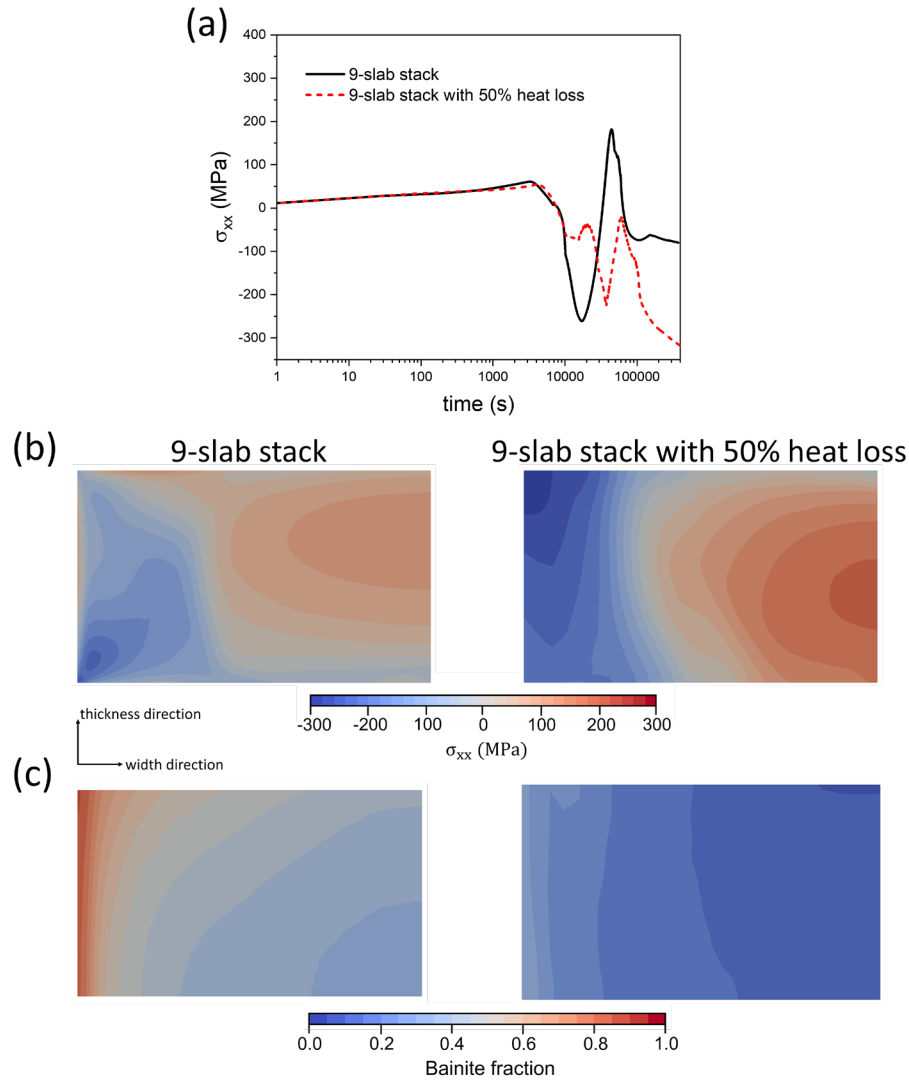 (a)
400
300
200
100
0
-100
-200
-300
σxx (MPa)
9-slab stack
9-slab stack with 50% heat loss
1 10 100 1000 10000 100000
time (s)
(b)
9-slab stack
9-slab stack with 50% heat loss
-300 -200 100 0 100 200 300
σxx (MPa)
thickness direction
width direction
(c)
0.0 0.2 0.4 0.6 0.8 1.0
Bainite fraction